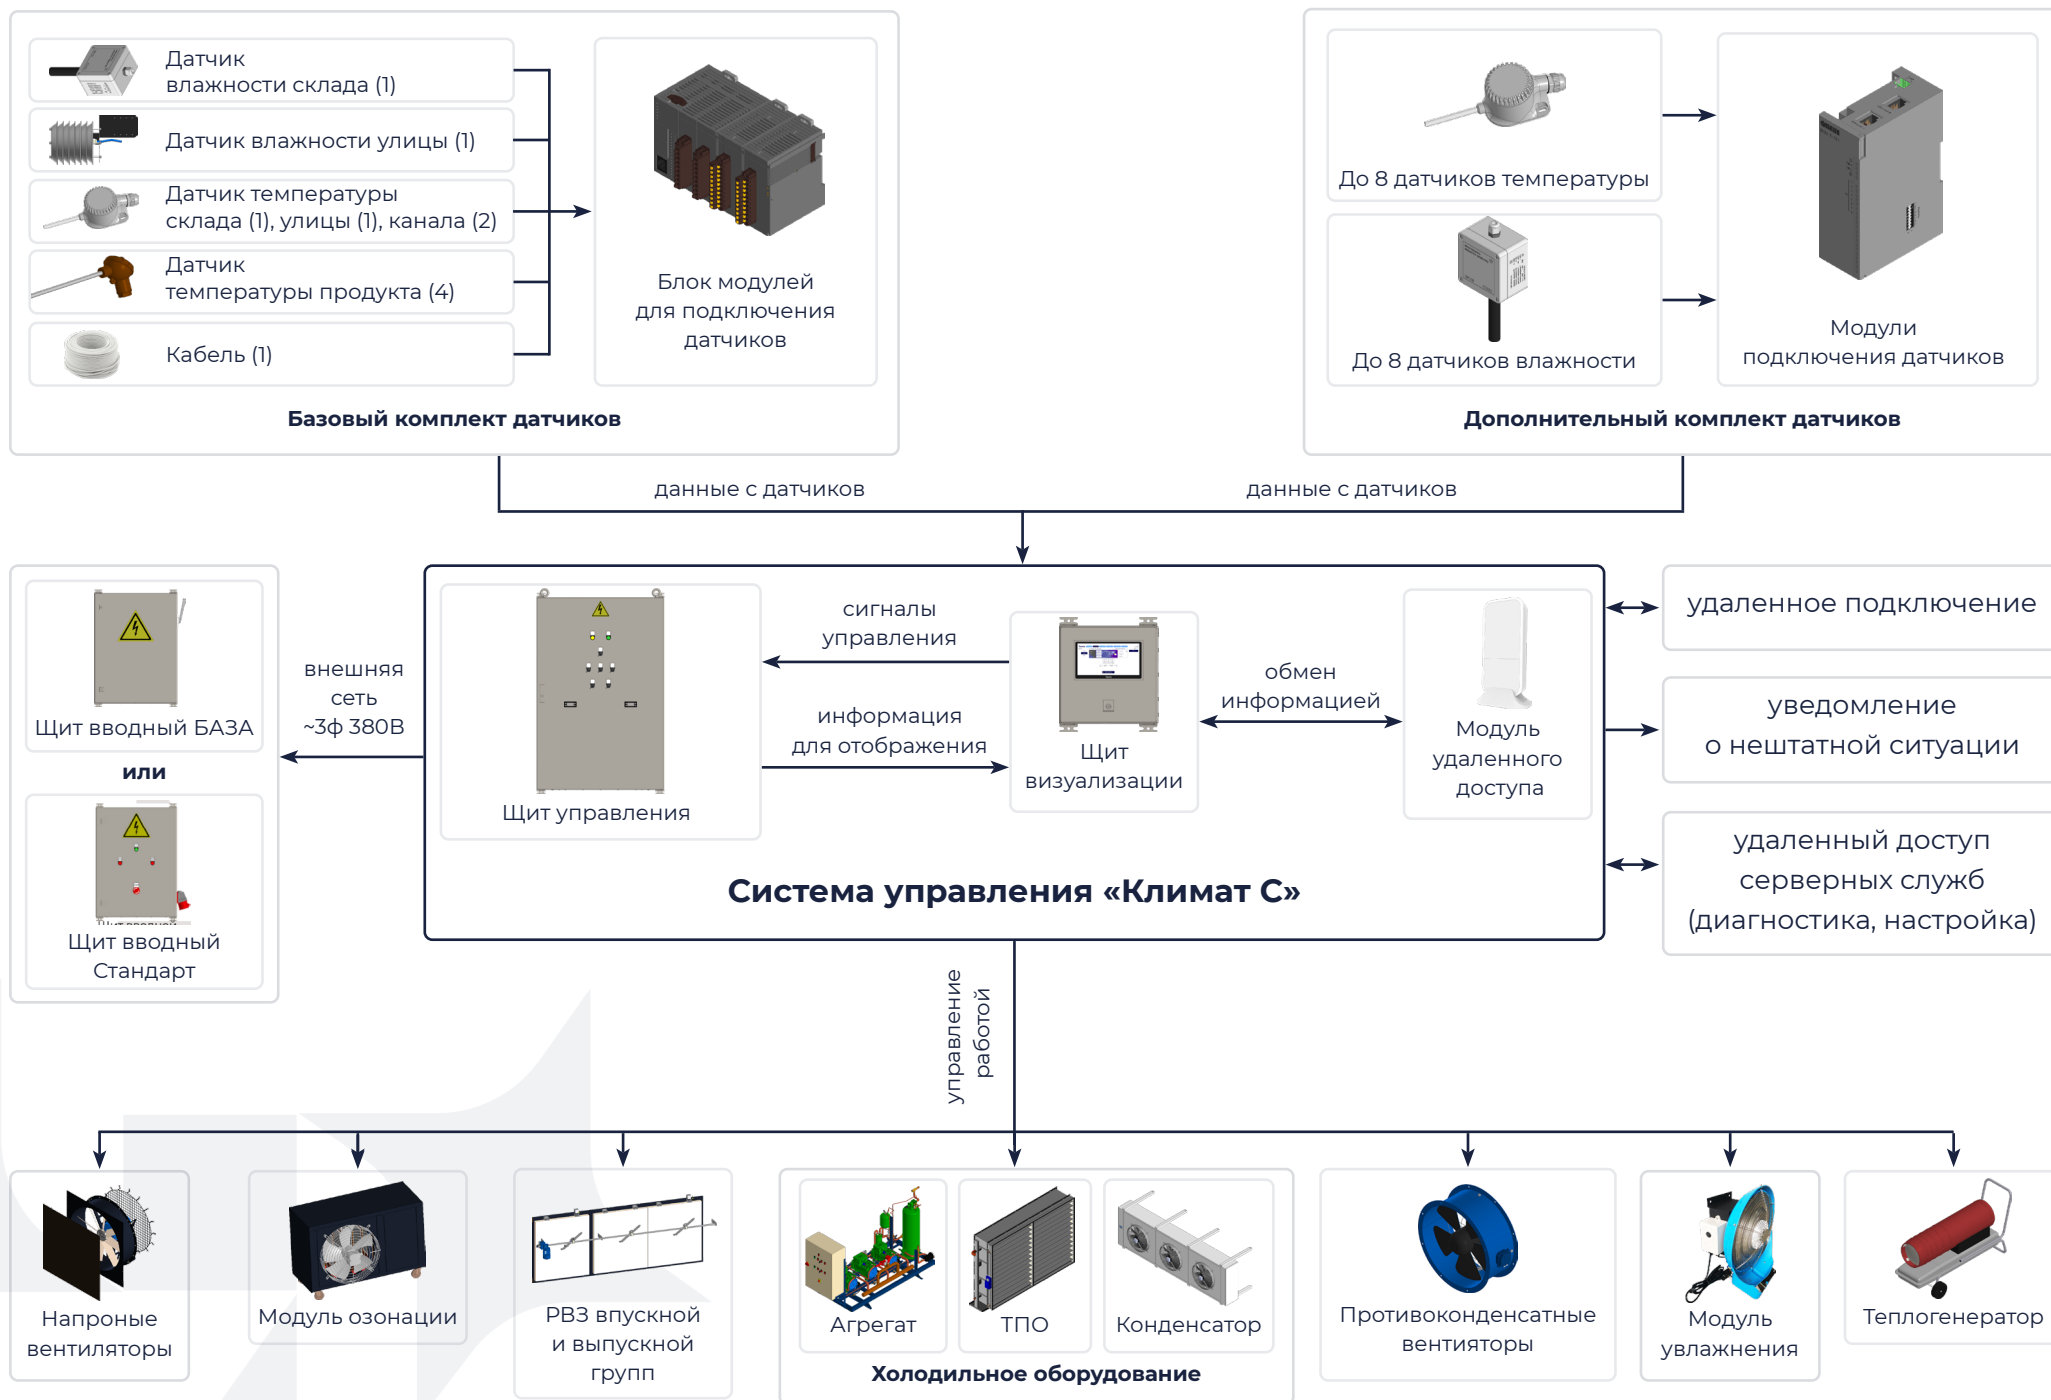 Датчик
влажности склада (1)
Датчик влажности улицы (1)
Датчик температуры
склада (1), улицы (1), канала (2)
Датчик
температуры продукта (4)
Кабель (1)
Блок модулей
для подключения
датчиков
Базовый комплект датчиков
До 8 датчиков температуры
До 8 датчиков влажности
Модули
подключения датчиков
Дополнительный комплект датчиков
данные с датчиков
данные с датчиков
Щит вводный БАЗА
или
Щит вводный
Стандарт
внешняя
сеть
~3ф 380В
Щит управления
сигналы
управления
информация
для отображения
Щит
визуализации
обмен
информацией
Модуль
удаленного
доступа
Система управления «Климат С»
удаленное подключение
уведомление
о нештатной ситуации
удаленный доступ
серверных служб
(диагностика, настройка)
управление
работой
Напроные
вентиляторы
Модуль озонации
РВЗ впускной
и выпускной
групп
Агрегат
ТПО
Конденсатор
Холодильное оборудование
Противоконденсатные
вентияторы
Модуль
увлажнения
Теплогенератор